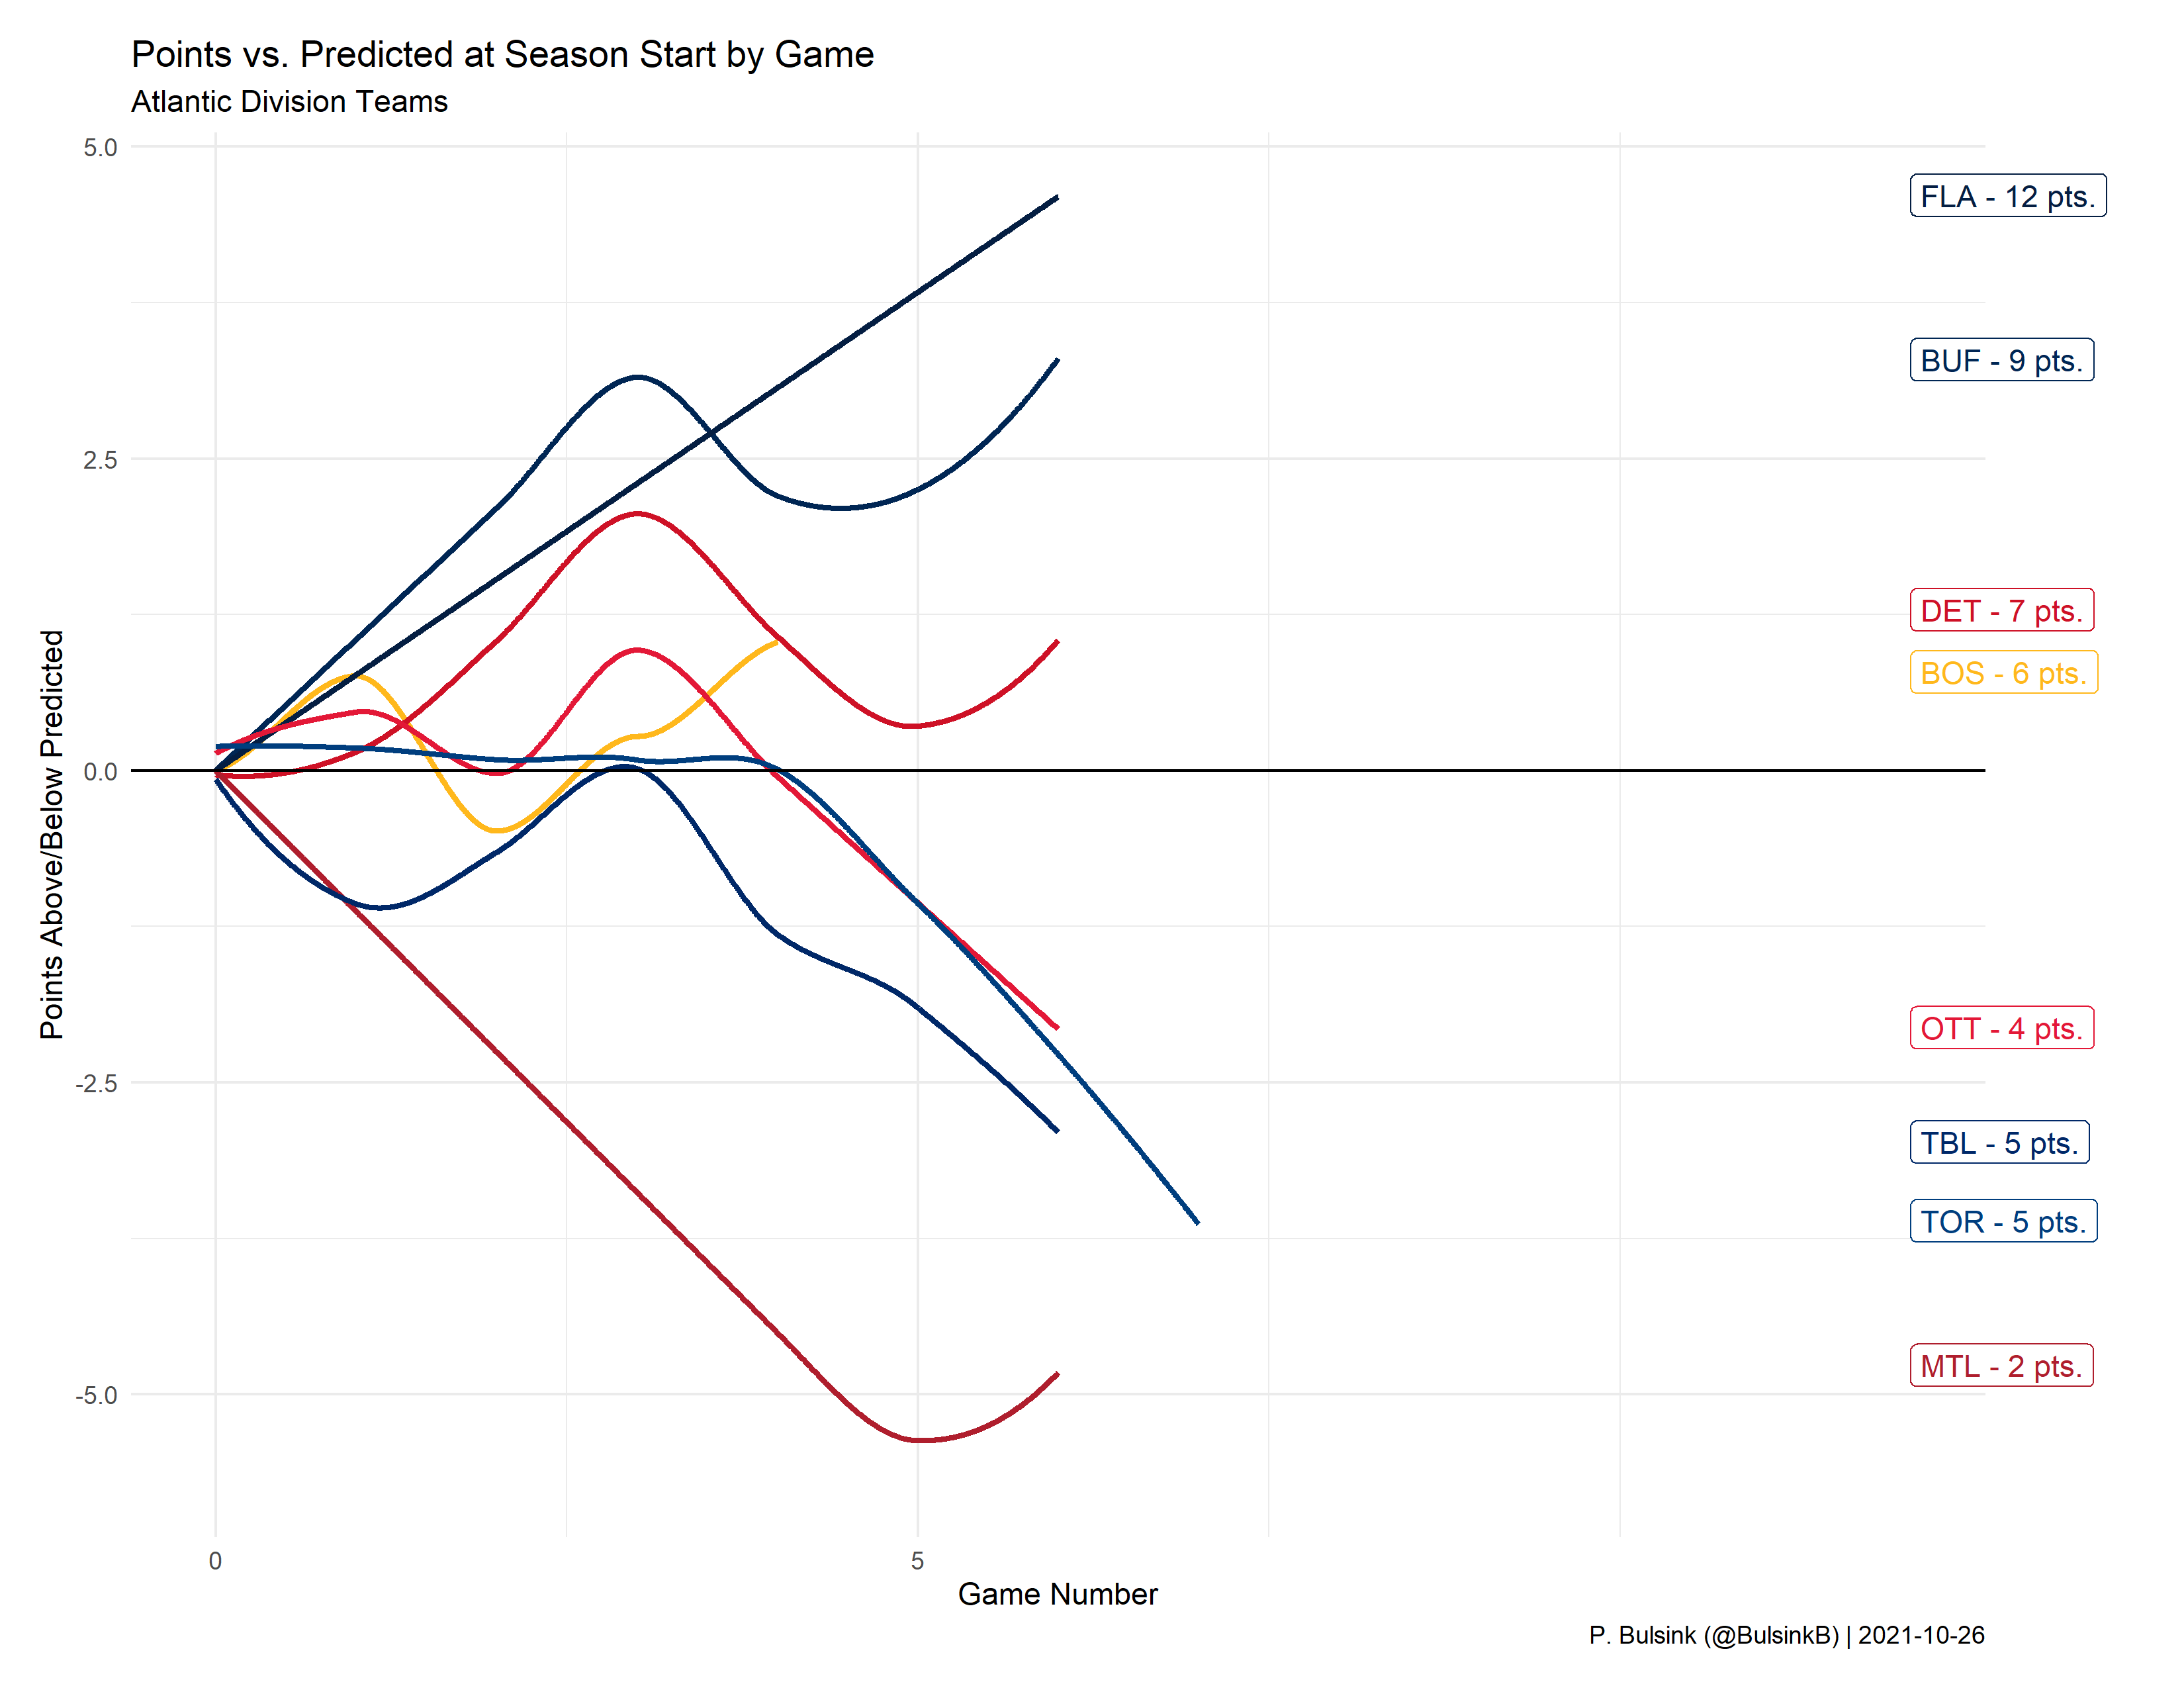 Points vs. Predicted at Season Start by Game
Atlantic Division Teams
Points Above/Below Predicted
5.0
2.5
0.0
-2.5
-5.0
FLA - 12 pts.
BUF - 9 pts.
DET - 7 pts.
BOS - 6 pts.
OTT - 4 pts.
TBL - 5 pts.
TOR - 5 pts.
MTL - 2 pts.
0 5
Game Number
P. Bulsink (@BulsinkB) | 2021-10-26